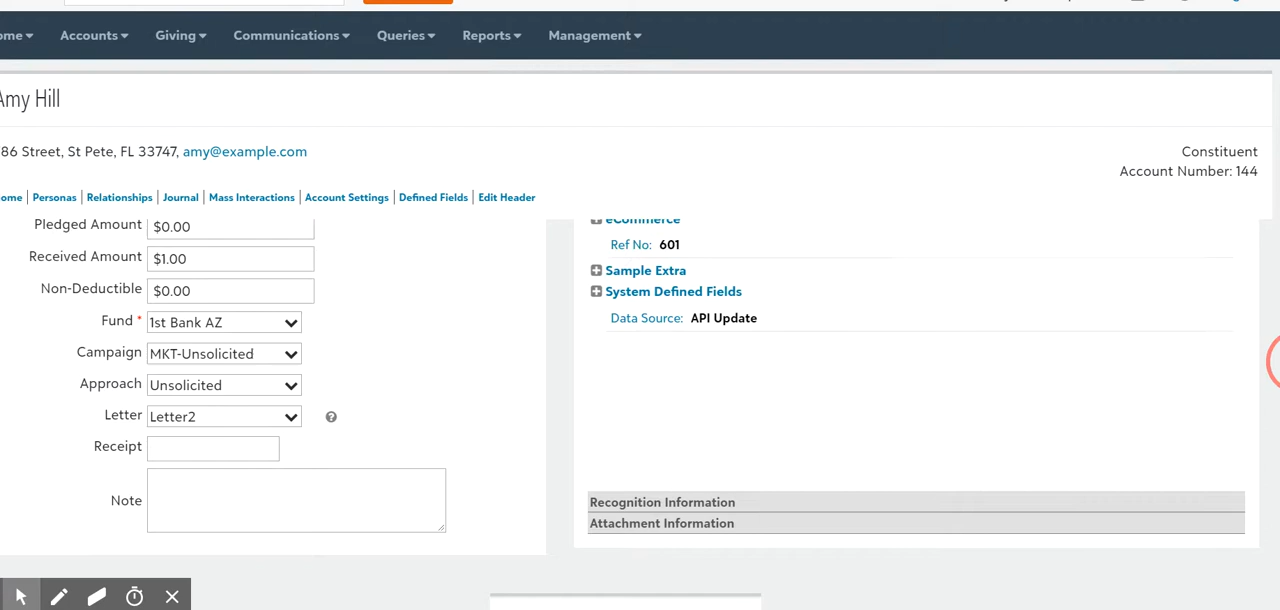 ome Accounts Giving Communications Queries Reports Management
Amy Hill
86 Street, St Pete, FL 33747, amy@example.com
Constituent
Account Number: 144
ome | Personas | Relationships | Journal | Mass Interactions | Account Settings | Defined Fields | Edit Header
Pledged Amount $0.00
Received Amount $1.00
Non-Deductible $0.00
Fund * 1st Bank AZ
Campaign MKT-Unsolicited
Approach Unsolicited
Letter Letter2
Receipt
Note
eCommerce
Ref No: 601
Sample Extra
System Defined Fields
Data Source: API Update
Recognition Information
Attachment Information